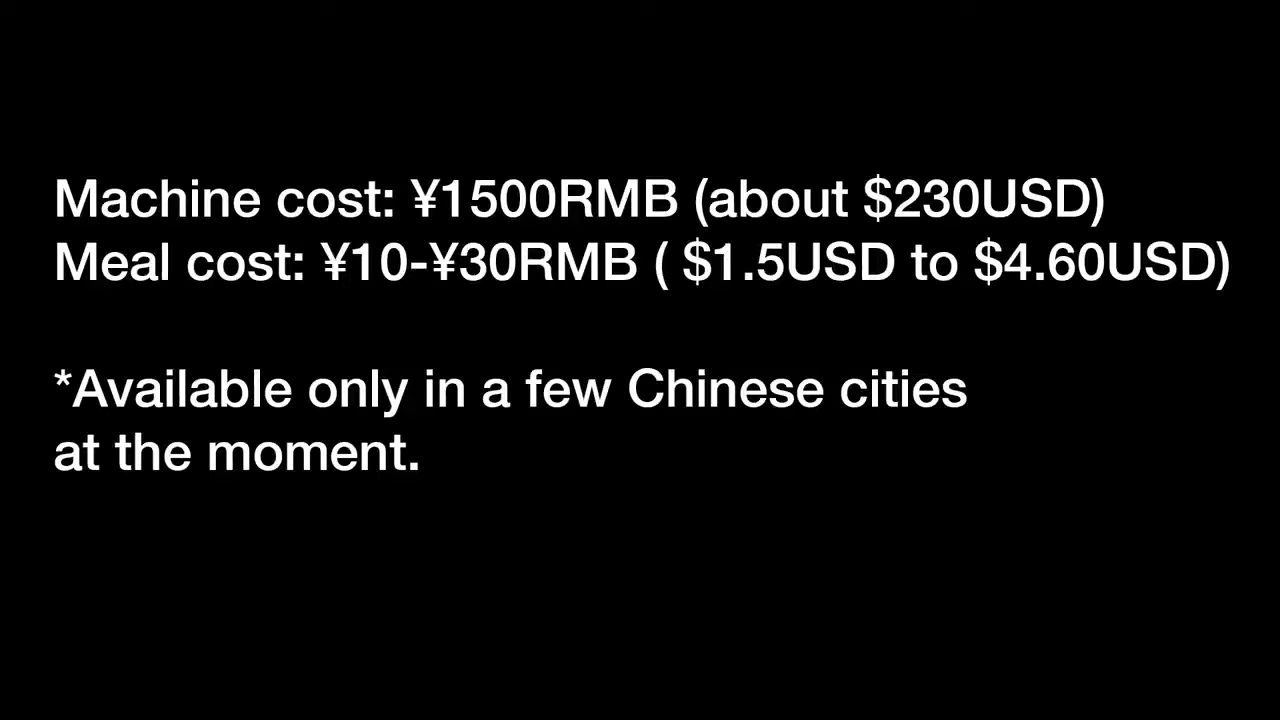 Machine cost: ¥1500RMB (about $230USD)
Meal cost: ¥10-¥30RMB ( $1.5USD to $4.60USD)
*Available only in a few Chinese cities
at the moment.